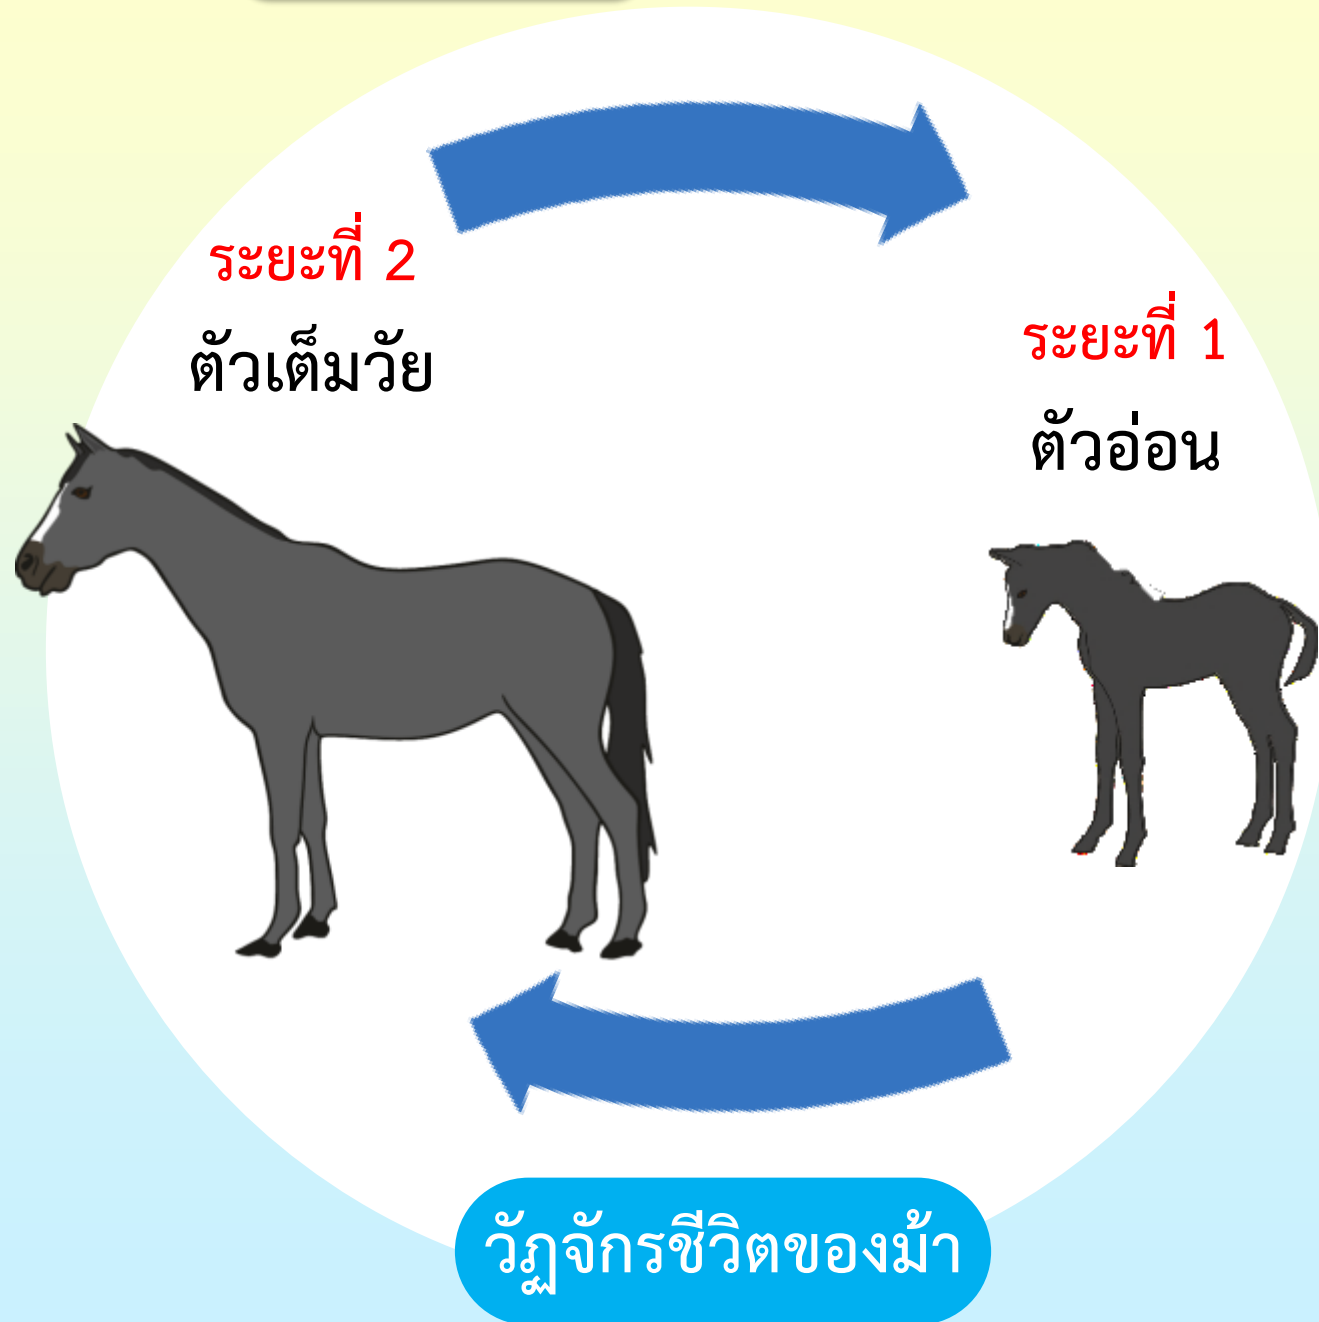 ระยะที่ 2
ตัวเต็มวัย
ระยะที่ 1
ตัวอ่อน
วัฏจักรชีวิตของม้า